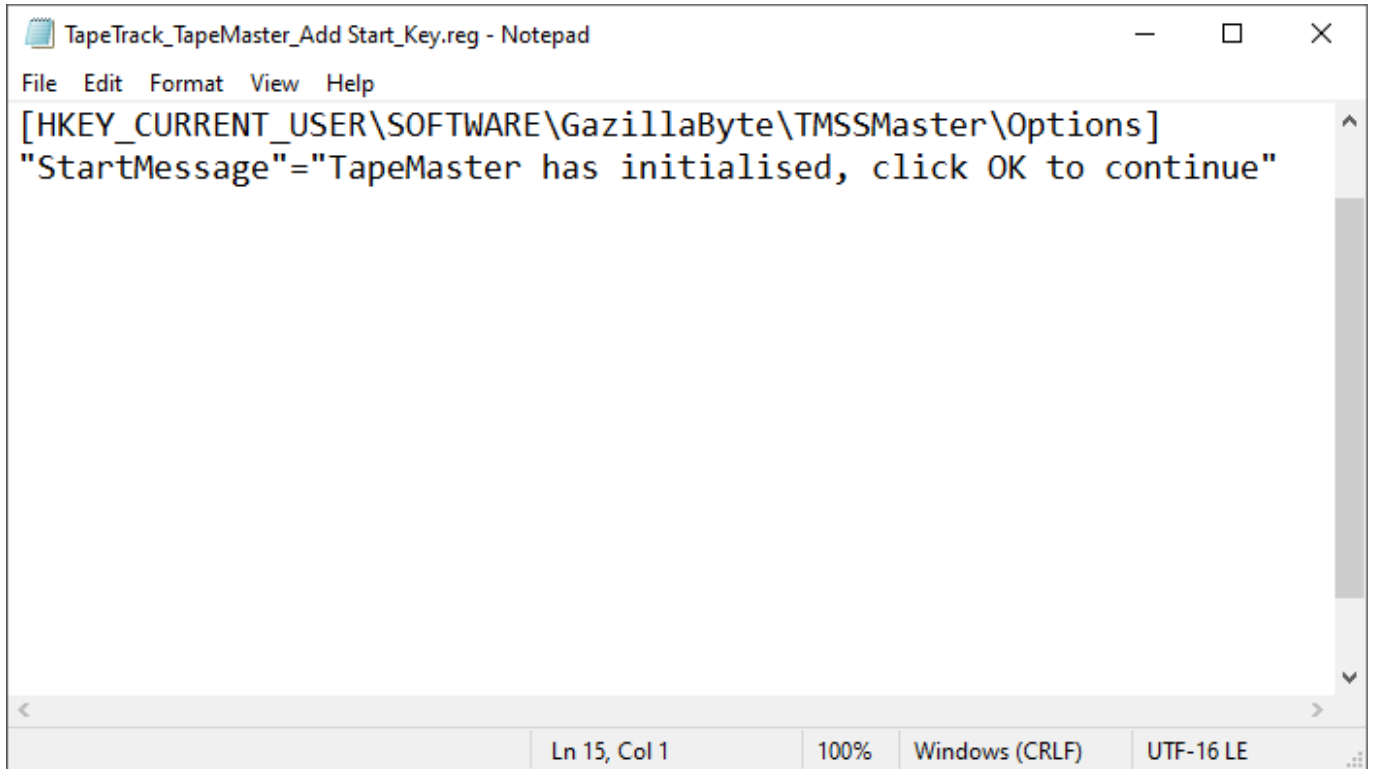 TapeTrack_TapeMaster_Add Start_Key.reg - Notepad
File Edit Format View Help
[HKEY_CURRENT_USER\SOFTWARE\GazillaByte\TMSSMaster\Options]
"StartMessage"="TapeMaster has initialised, click OK to continue"
Ln 15, Col 1 100% Windows (CRLF) UTF-16 LE